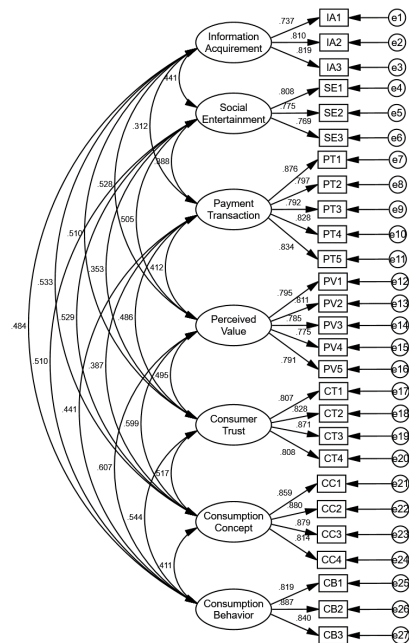 Information
Acquirement
.737
IA1
e1
.810
IA2
e2
.819
IA3
e3
.441
Social
Entertainment
.808
SE1
e4
.775
SE2
e5
.769
SE3
e6
.312
.388
Payment
Transaction
.876
PT1
e7
.797
PT2
e8
.792
PT3
e9
.828
PT4
e10
.834
PT5
e11
.528
.505
.412
Perceived
Value
.795
PV1
e12
.811
PV2
e13
.785
PV3
e14
.775
PV4
e15
.791
PV5
e16
.510
.353
.486
.495
Consumer
Trust
.807
CT1
e17
.828
CT2
e18
.871
CT3
e19
.808
CT4
e20
.533
.529
.387
.599
.517
Consumption
Concept
.859
CC1
e21
.880
CC2
e22
.879
CC3
e23
.814
CC4
e24
.484
.510
.441
.607
.544
.411
Consumption
Behavior
.819
CB1
e25
.887
CB2
e26
.840
CB3
e27